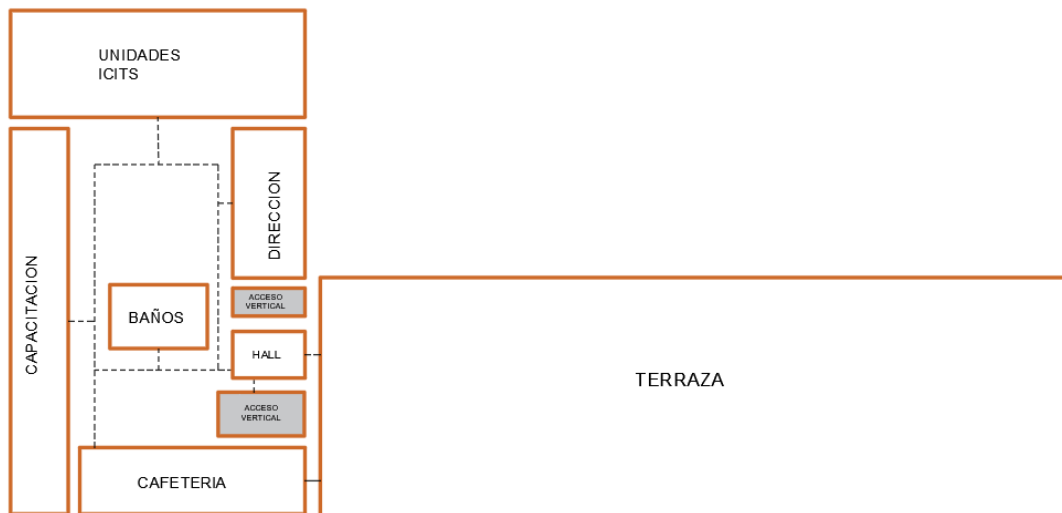 UNIDADES
ICITS
CAPACITACION
DIRECCION
ACCESO
VERTICAL
BAÑOS
HALL
TERRAZA
ACCESO
VERTICAL
CAFETERIA